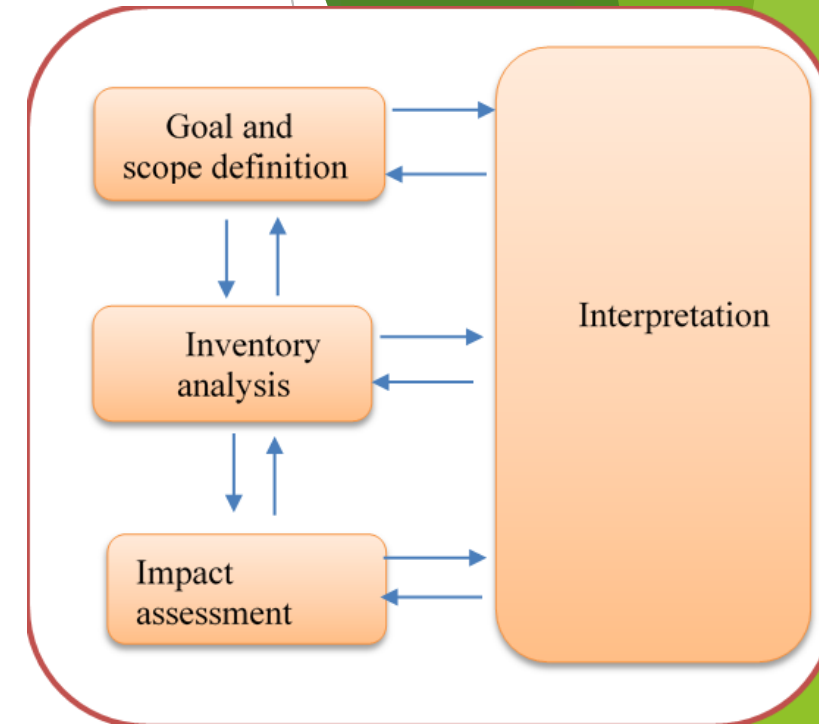 Goal and
scope definition
Interpretation
Inventory
analysis
Impact
assessment